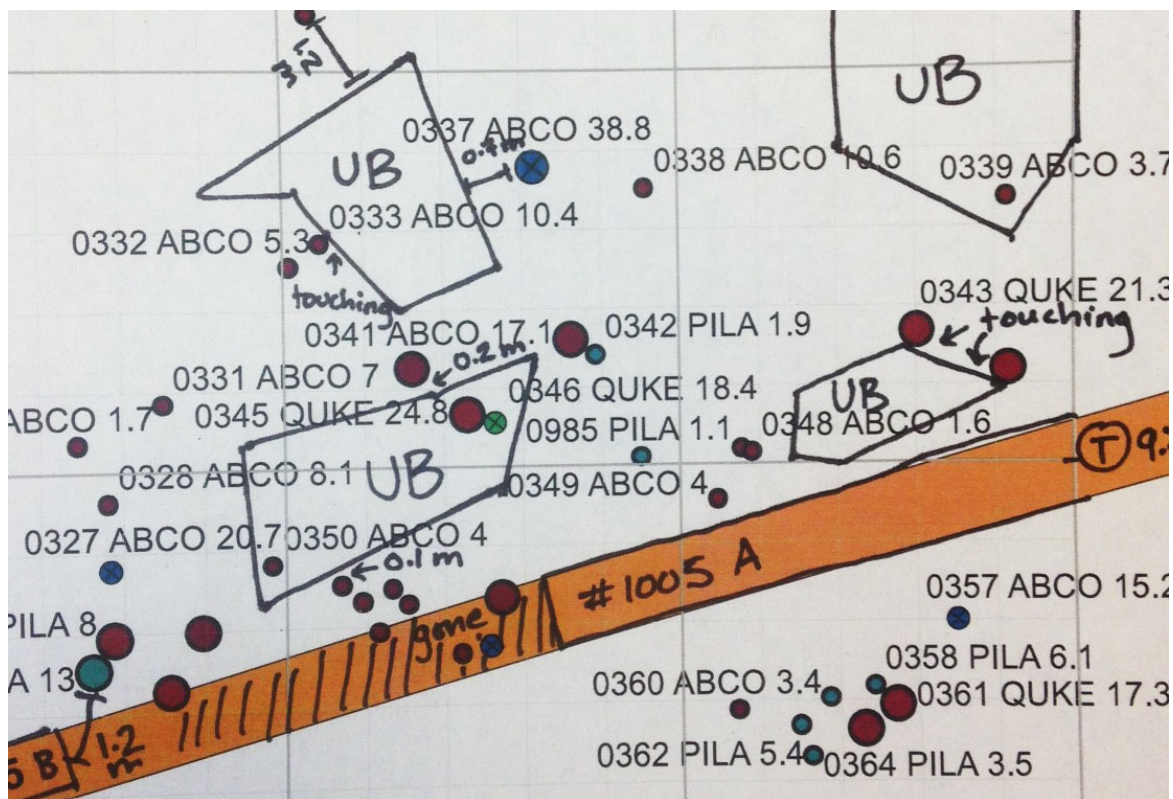 1.2
m
UB
0337 ABCO 38.8
UB
0338 ABCO 10.6
0339 ABCO 3.7
0333 ABCO 10.4
0332 ABCO 5.3
touching
0343 QUKE 21.3
touching
0341 ABCO 17.1
0342 PILA 1.9
0.2 m
0331 ABCO 7
0346 QUKE 18.4
UB
ABCO 1.7
0345 QUKE 24.8
0985 PILA 1.1
0348 ABCO 1.6
0328 ABCO 8.1
UB
0349 ABCO 4
T
0327 ABCO 20.7
0350 ABCO 4
0.1 m
#1005 A
0357 ABCO 15.2
PILA 8
gone
0358 PILA 6.1
A 13
0360 ABCO 3.4
0361 QUKE 17.3
1.2
m
5 B
0362 PILA 5.4
0364 PILA 3.5